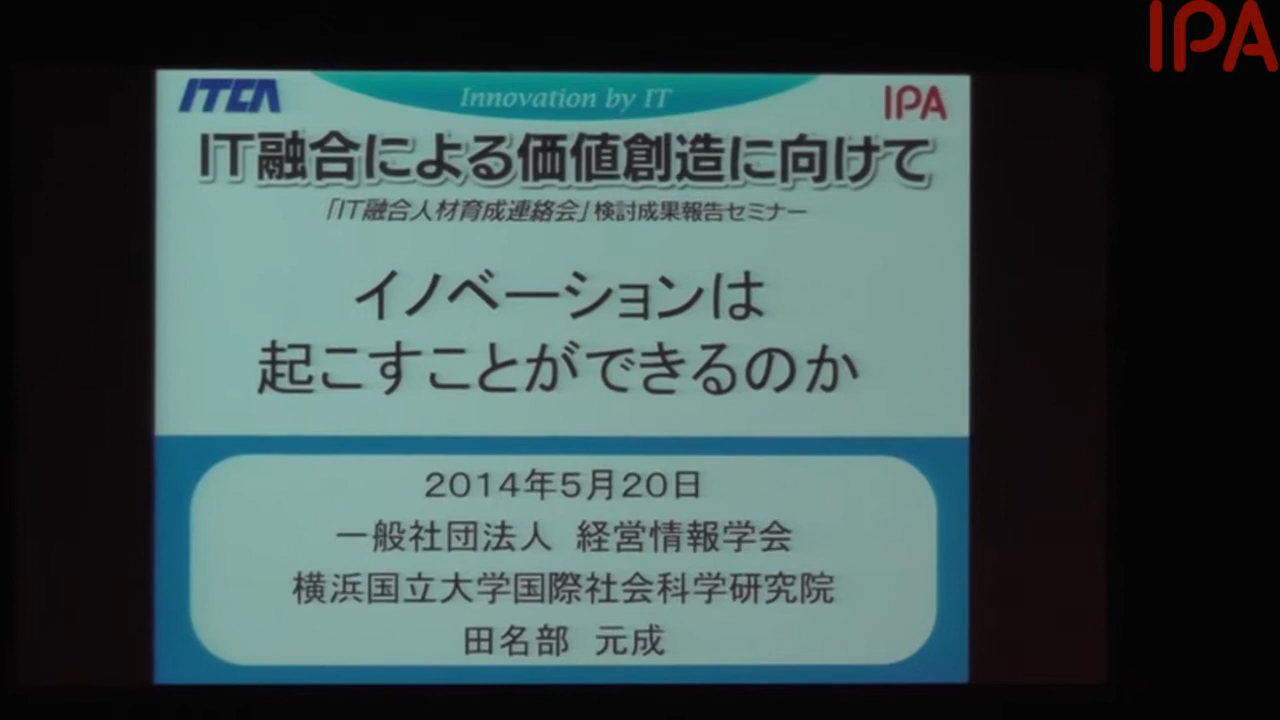 IPA
ITCA
Innovation by IT
IPA
IT融合による価値創造に向けて
「IT融合人材育成連絡会」検討成果報告セミナー
イノベーションは
起こすことができるのか
2014年5月20日
一般社団法人 経営情報学会
横浜国立大学国際社会科学研究院
田名部 元成